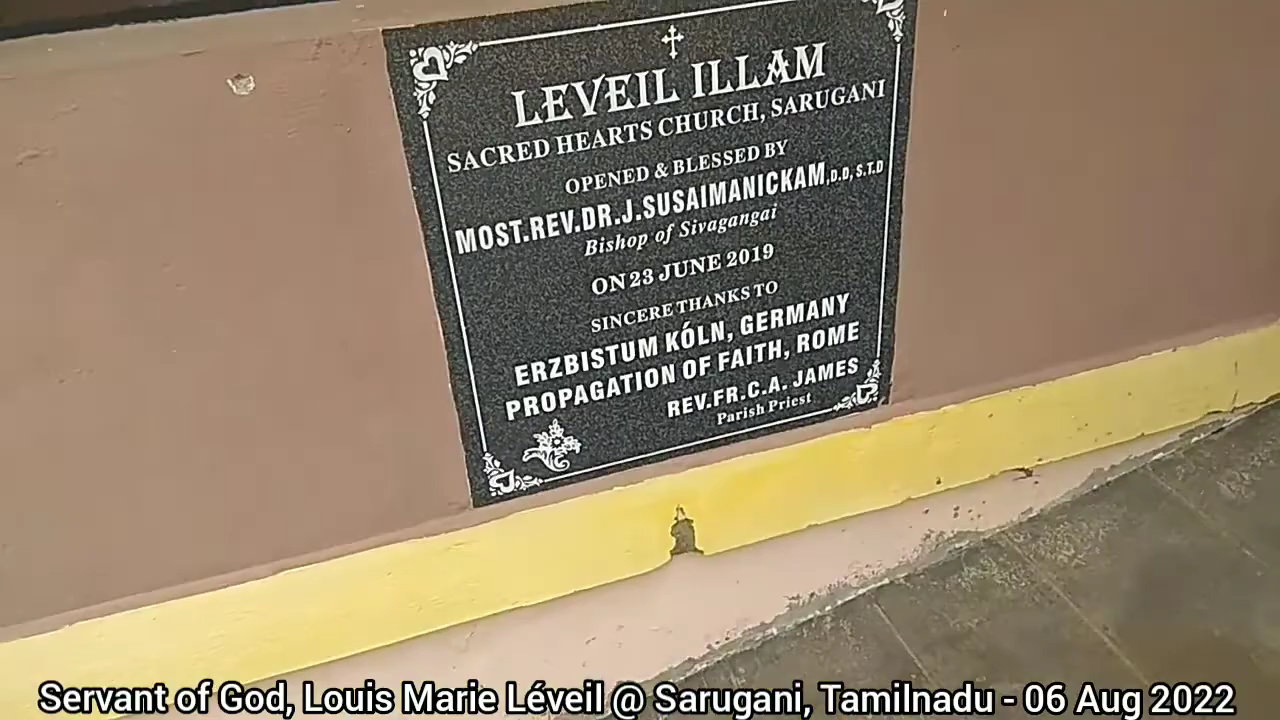 LEVEIL ILLAM
SACRED HEARTS CHURCH, SARUGANI
OPENED & BLESSED BY
MOST.REV.DR.J.SUSAIMANICKAM,D.D, S.T.D
Bishop of Sivagangai
ON 23 JUNE 2019
SINCERE THANKS TO
ERZBISTUM KÓLN, GERMANY
PROPAGATION OF FAITH, ROME
REV.FR.C.A. JAMES
Parish Priest
Servant of God, Louis Marie Léveil @ Sarugani, Tamilnadu - 06 Aug 2022